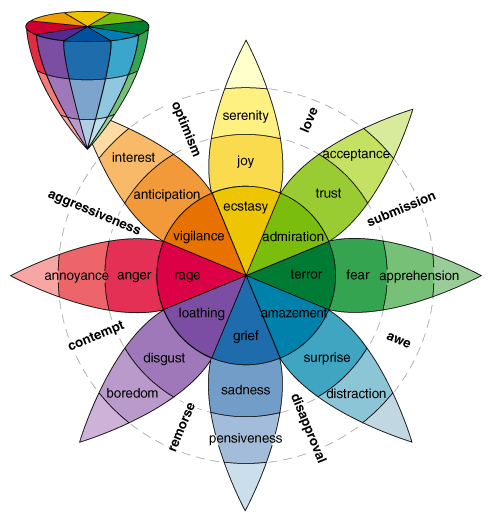 serenity
optimism
love
interest
joy
acceptance
anticipation
trust
aggressiveness
ecstasy
submission
vigilance
admiration
annoyance
anger
rage
terror
fear
apprehension
loathing
amazement
contempt
grief
awe
disgust
surprise
boredom
sadness
distraction
remorse
disapproval
pensiveness